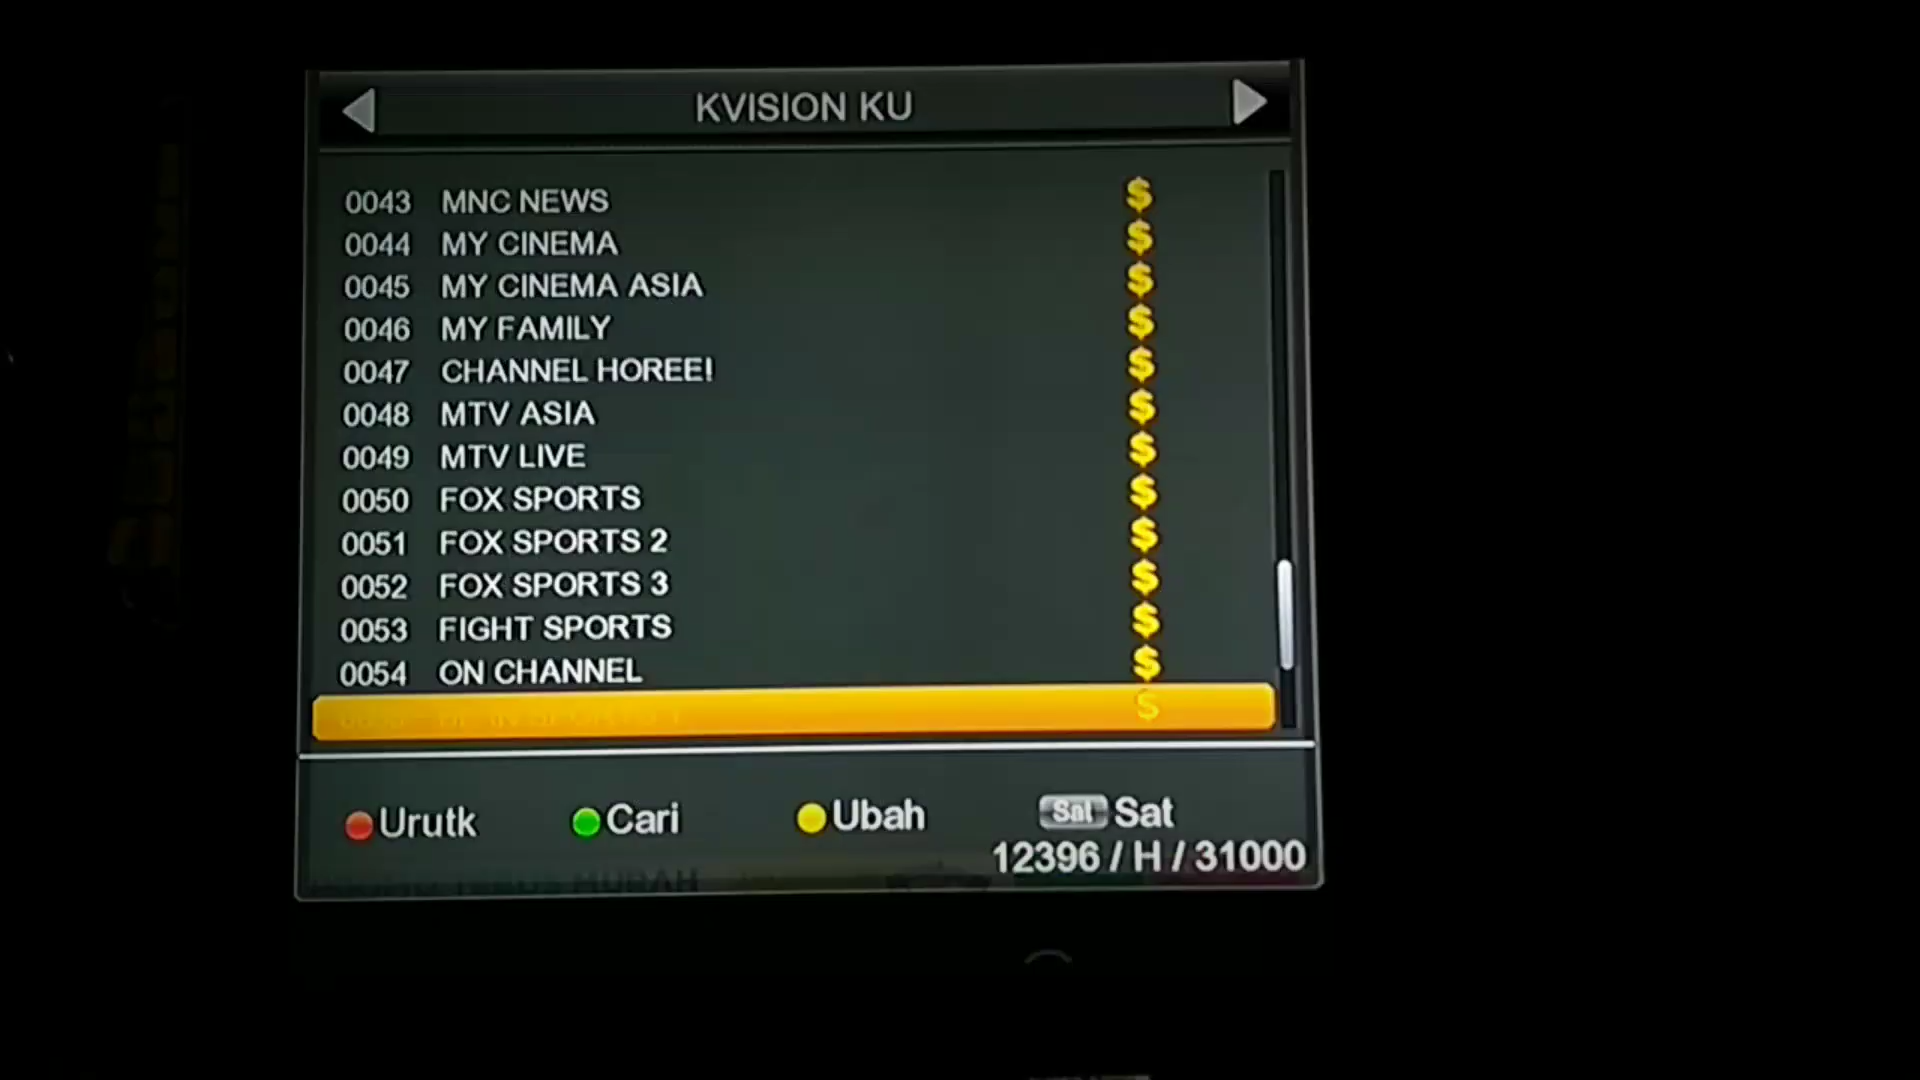 KVISION KU
0043 MNC NEWS $
0044 MY CINEMA $
0045 MY CINEMA ASIA $
0046 MY FAMILY $
0047 CHANNEL HOREE! $
0048 MTV ASIA $
0049 MTV LIVE $
0050 FOX SPORTS $
0051 FOX SPORTS 2 $
0052 FOX SPORTS 3 $
0053 FIGHT SPORTS $
0054 ON CHANNEL $
$
Urutk Cari Ubah Sat Sat
12396 / H / 31000